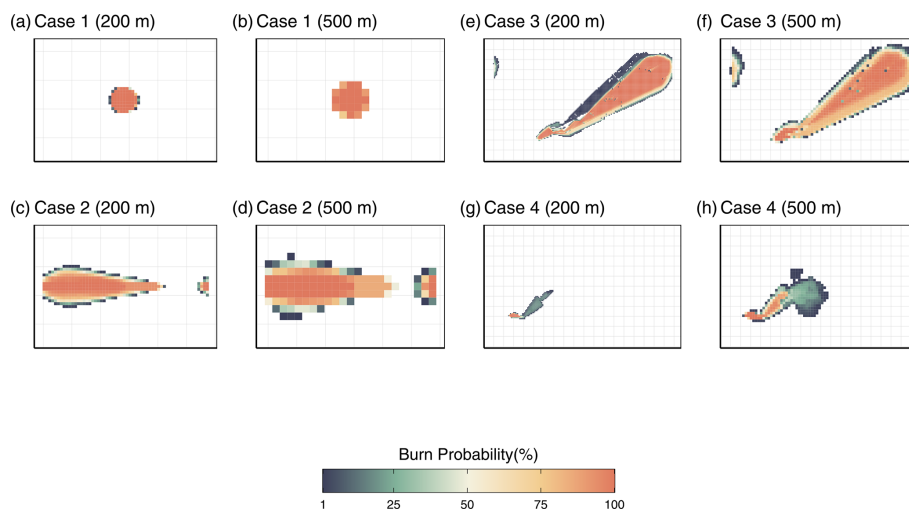 (a) Case 1 (200 m)
(b) Case 1 (500 m)
(e) Case 3 (200 m)
(f) Case 3 (500 m)
(c) Case 2 (200 m)
(d) Case 2 (500 m)
(g) Case 4 (200 m)
(h) Case 4 (500 m)
Burn Probability(%)
1 25 50 75 100